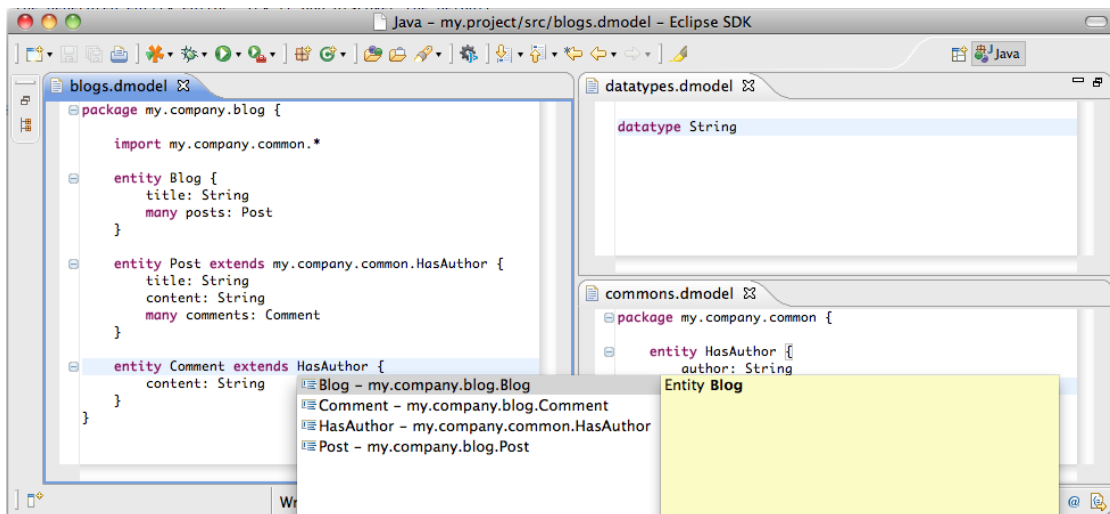 Java – my.project/src/blogs.dmodel – Eclipse SDK
Java
blogs.dmodel
package my.company.blog {
import my.company.common.*
entity Blog {
title: String
many posts: Post
}
entity Post extends my.company.common.HasAuthor {
title: String
content: String
many comments: Comment
}
entity Comment extends HasAuthor {
content: String
}
}
datatypes.dmodel
datatype String
commons.dmodel
package my.company.common {
entity HasAuthor {
author: String
Blog – my.company.blog.Blog
Comment – my.company.blog.Comment
HasAuthor – my.company.common.HasAuthor
Post – my.company.blog.Post
Entity Blog
Wr
@